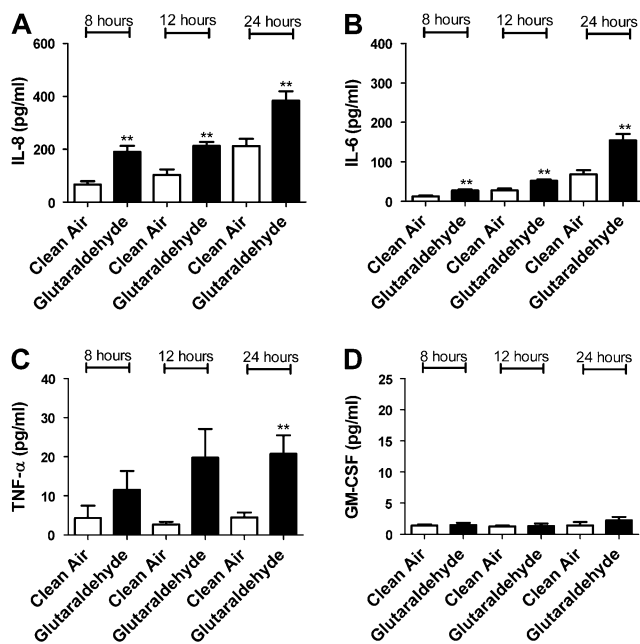 A
8 hours 12 hours 24 hours
IL-8 (pg/ml)
600
400
200
0
** ** **
Clean Air
Glutaraldehyde
Clean Air
Glutaraldehyde
Clean Air
Glutaraldehyde
B
8 hours 12 hours 24 hours
IL-6 (pg/ml)
400
300
200
100
0
** ** **
Clean Air
Glutaraldehyde
Clean Air
Glutaraldehyde
Clean Air
Glutaraldehyde
C
8 hours 12 hours 24 hours
TNF-α (pg/ml)
40
30
20
10
0
**
Clean Air
Glutaraldehyde
Clean Air
Glutaraldehyde
Clean Air
Glutaraldehyde
D
8 hours 12 hours 24 hours
GM-CSF (pg/ml)
25
20
15
10
5
0
Clean Air
Glutaraldehyde
Clean Air
Glutaraldehyde
Clean Air
Glutaraldehyde